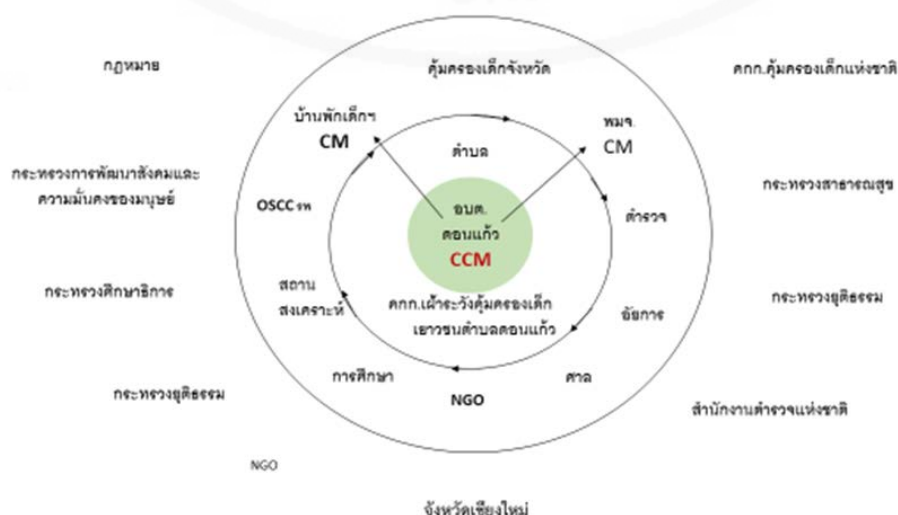 กฎหมาย
คุ้มครองเด็กจังหวัด
คกก.คุ้มครองเด็กแห่งชาติ
บ้านพักเด็กฯ
CM
พมจ.
CM
ตำบล
กระทรวงการพัฒนาสังคมและ
ความมั่นคงของมนุษย์
กระทรวงสาธารณสุข
OSCC รพ
อบต.
ดอนแก้ว
CCM
ตำรวจ
กระทรวงศึกษาธิการ
สถาน
สงเคราะห์
คกก.เฝ้าระวังคุ้มครองเด็ก
เยาวชนตำบลดอนแก้ว
อัยการ
กระทรวงยุติธรรม
การศึกษา
ศาล
NGO
กระทรวงยุติธรรม
สำนักงานตำรวจแห่งชาติ
NGO
จังหวัดเชียงใหม่